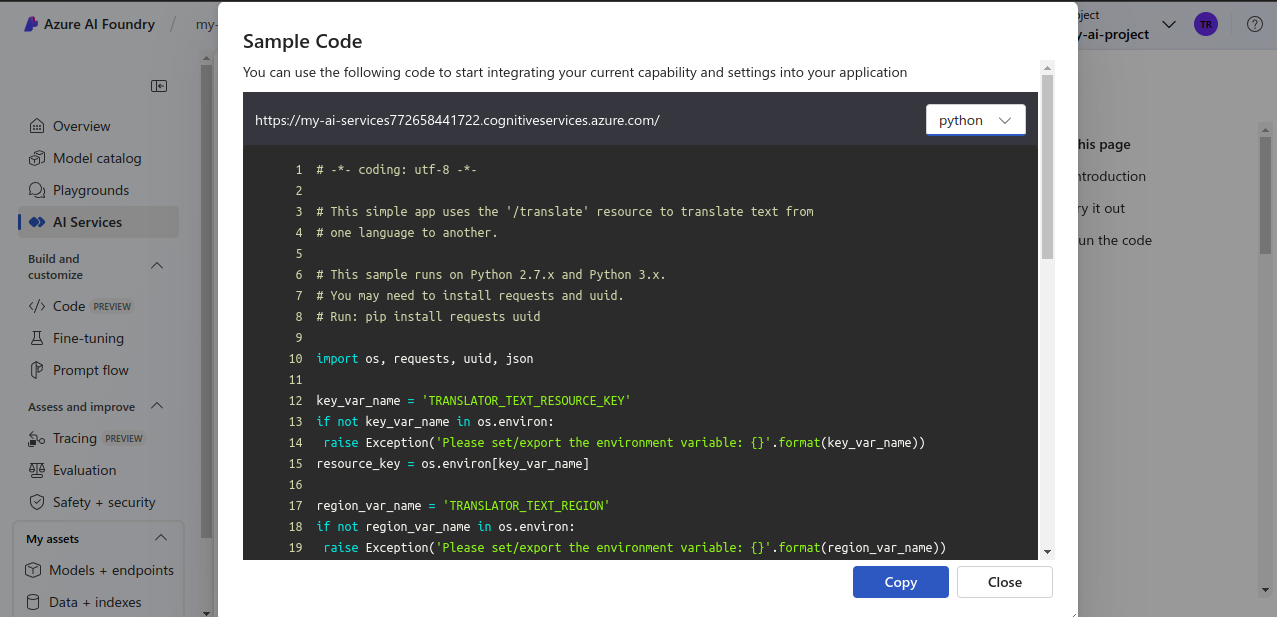 Azure AI Foundry / my-
Overview
Model catalog
Playgrounds
AI Services
Build and
customize
Code PREVIEW
Fine-tuning
Prompt flow
Assess and improve
Tracing PREVIEW
Evaluation
Safety + security
My assets
Models + endpoints
Data + indexes
Sample Code
You can use the following code to start integrating your current capability and settings into your application
https://my-ai-services772658441722.cognitiveservices.azure.com/
python
1 # -*- coding: utf-8 -*-
2
3 # This simple app uses the '/translate' resource to translate text from
4 # one language to another.
5
6 # This sample runs on Python 2.7.x and Python 3.x.
7 # You may need to install requests and uuid.
8 # Run: pip install requests uuid
9
10 import os, requests, uuid, json
11
12 key_var_name = 'TRANSLATOR_TEXT_RESOURCE_KEY'
13 if not key_var_name in os.environ:
14 raise Exception('Please set/export the environment variable: {}'.format(key_var_name))
15 resource_key = os.environ[key_var_name]
16
17 region_var_name = 'TRANSLATOR_TEXT_REGION'
18 if not region_var_name in os.environ:
19 raise Exception('Please set/export the environment variable: {}'.format(region_var_name))
Copy
Close
ject
y-ai-project
TR
?
his page
ntroduction
ry it out
un the code